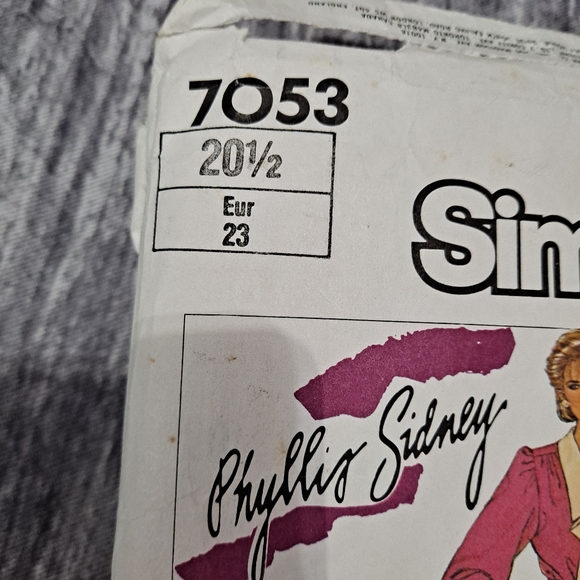 7053
20½
Eur
23
Sim
Phyllis Sidney